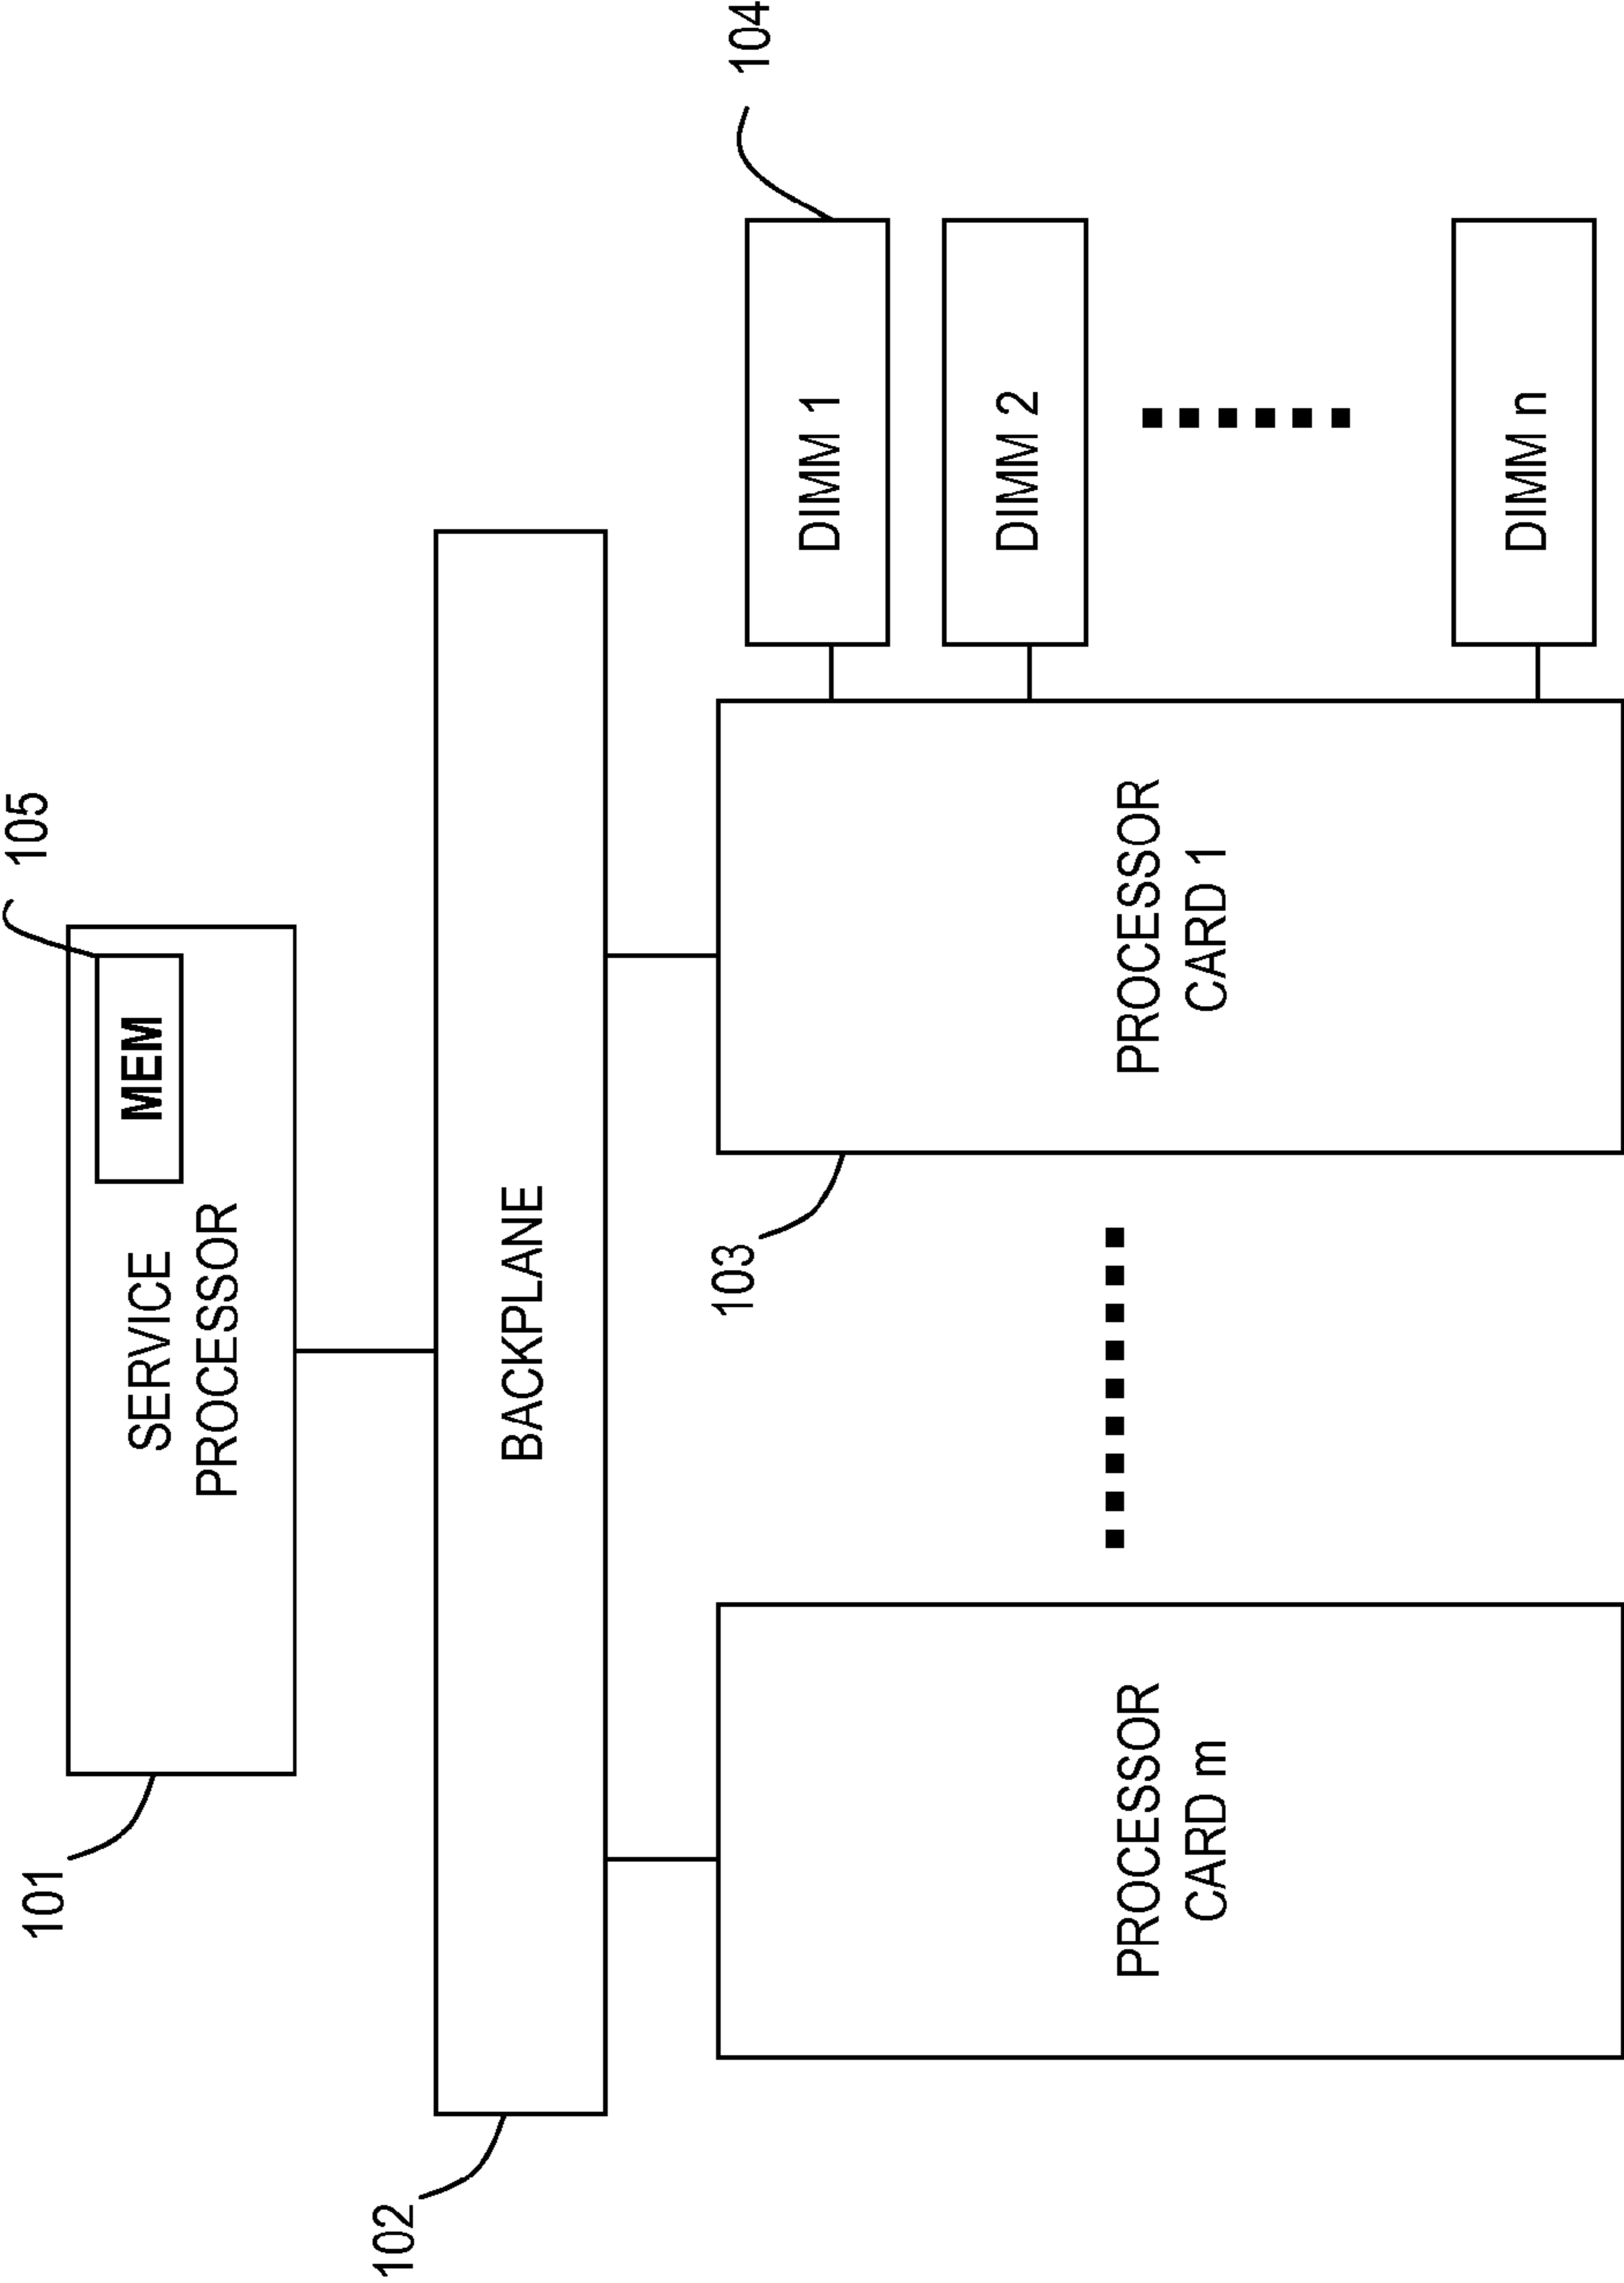 101
SERVICE
PROCESSOR
MEM
105
102
BACKPLANE
103
104
PROCESSOR
CARD m
PROCESSOR
CARD 1
DIMM 1
DIMM 2
DIMM n